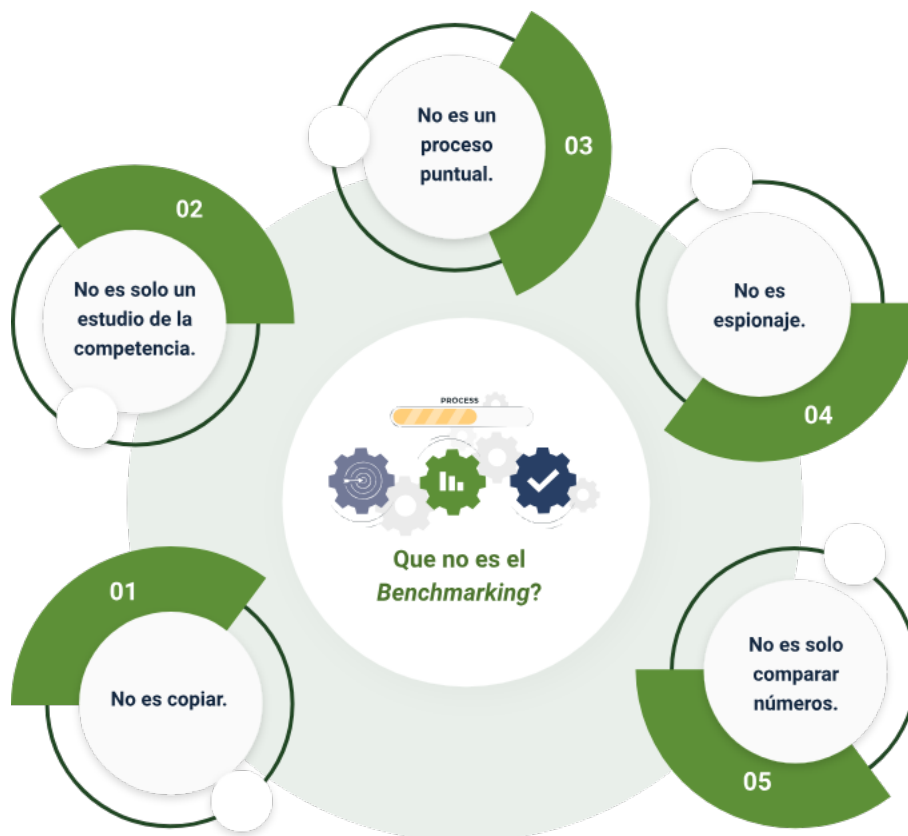 01
No es copiar.
02
No es solo un
estudio de la
competencia.
03
No es un
proceso
puntual.
04
No es
espionaje.
05
No es solo
comparar
números.
PROCESS
Que no es el
Benchmarking?